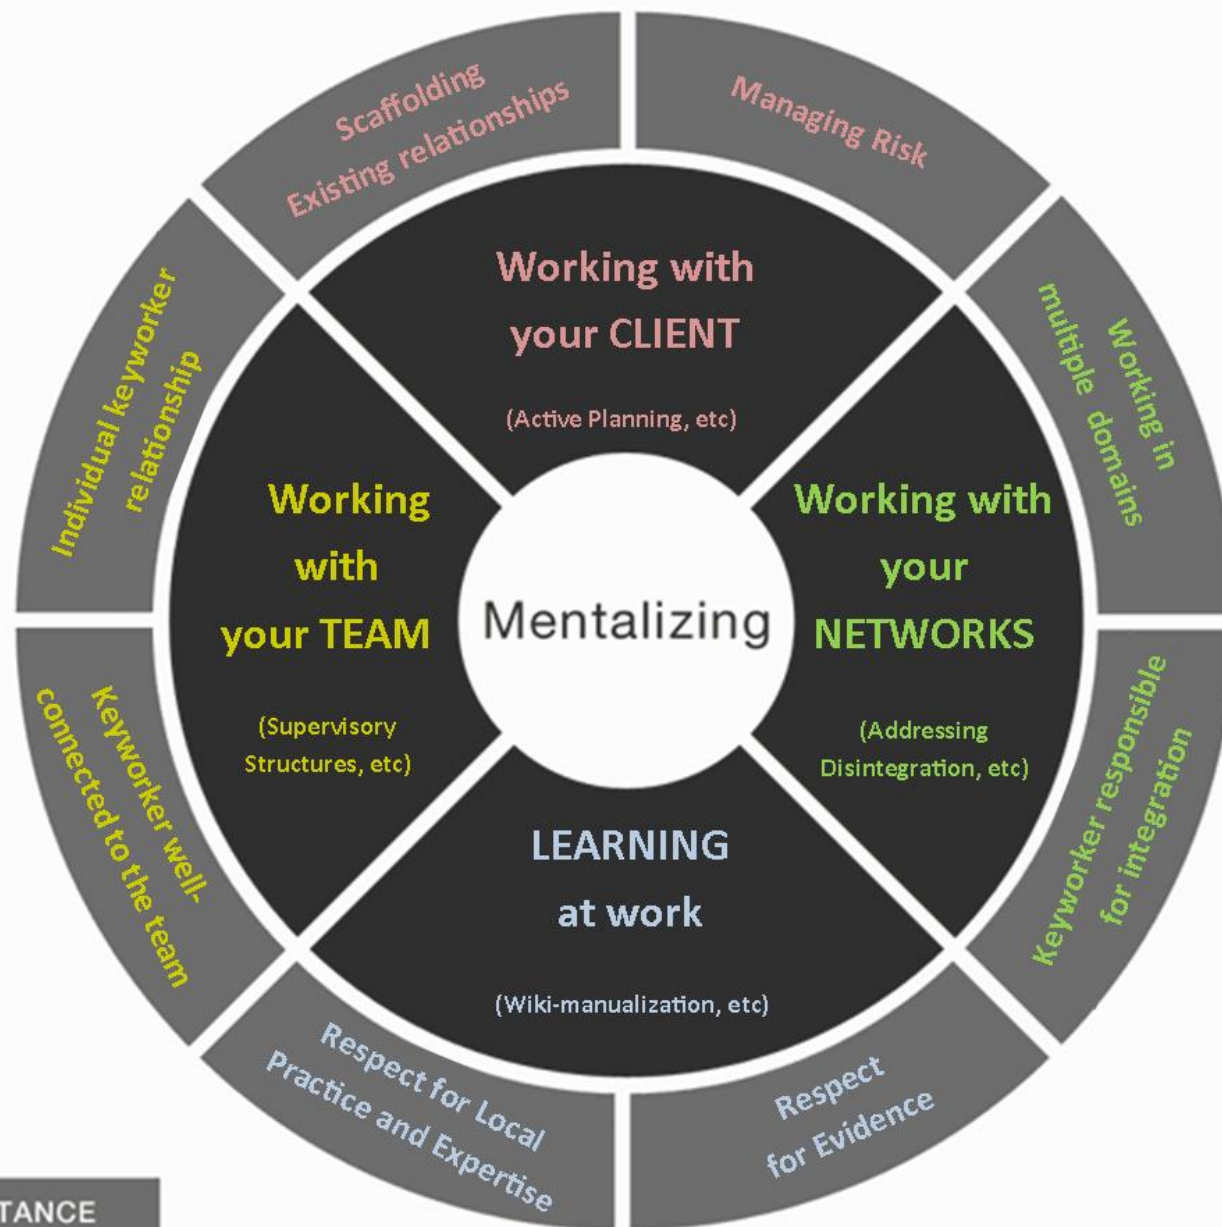 Scaffolding
Existing relationships
Managing Risk
Individual keyworker
relationship
Working with
your CLIENT
(Active Planning, etc)
Working in
multiple domains
Working
with
your TEAM
(Supervisory
Structures, etc)
Mentalizing
Working with
your
NETWORKS
(Addressing
Disintegration, etc)
Keyworker well-
connected to the team
Keyworker responsible
for integration
LEARNING
at work
(Wiki-manualization, etc)
Respect for Local
Practice and Expertise
Respect
for Evidence
TANCE